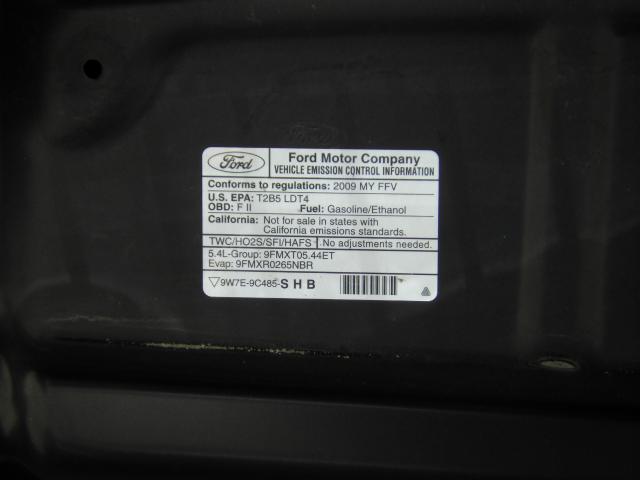 Ford
Ford Motor Company
VEHICLE EMISSION CONTROL INFORMATION
Conforms to regulations: 2009 MY FFV
U.S. EPA: T2B5 LDT4
OBD: F II Fuel: Gasoline/Ethanol
California: Not for sale in states with
California emissions standards.
TWC/HO2S/SFI/HAFS No adjustments needed.
5.4L-Group: 9FMXT05.44ET
Evap: 9FMXR0265NBR
9W7E-9C485-SHB